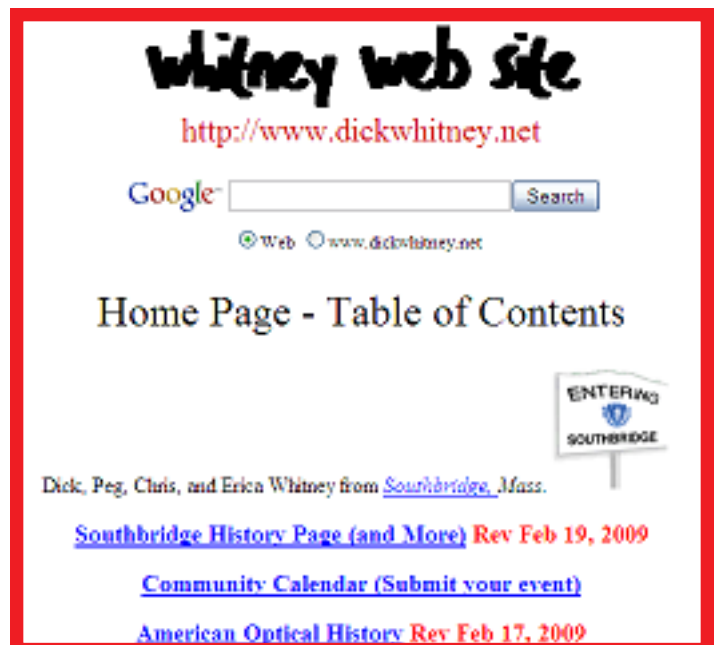 whitney web site
http://www.dickwhitney.net
Google™ Search
Web www.dickwhitney.net
Home Page - Table of Contents
ENTERING
SOUTHBRIDGE
Dick, Peg, Chris, and Erica Whitney from Southbridge, Mass.
Southbridge History Page (and More) Rev Feb 19, 2009
Community Calendar (Submit your event)
American Optical History Rev Feb 17, 2009